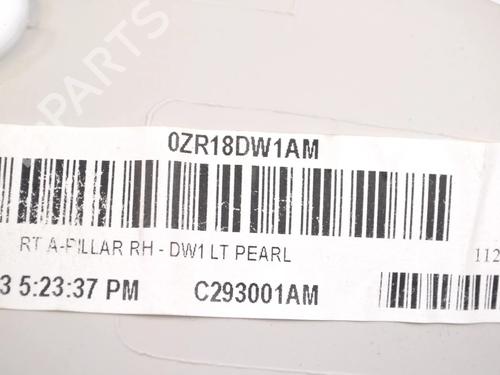 B-PARTS
0ZR18DW1AM
RT A-PILLAR RH - DW1 LT PEARL
112
3 5:23:37 PM
C293001AM